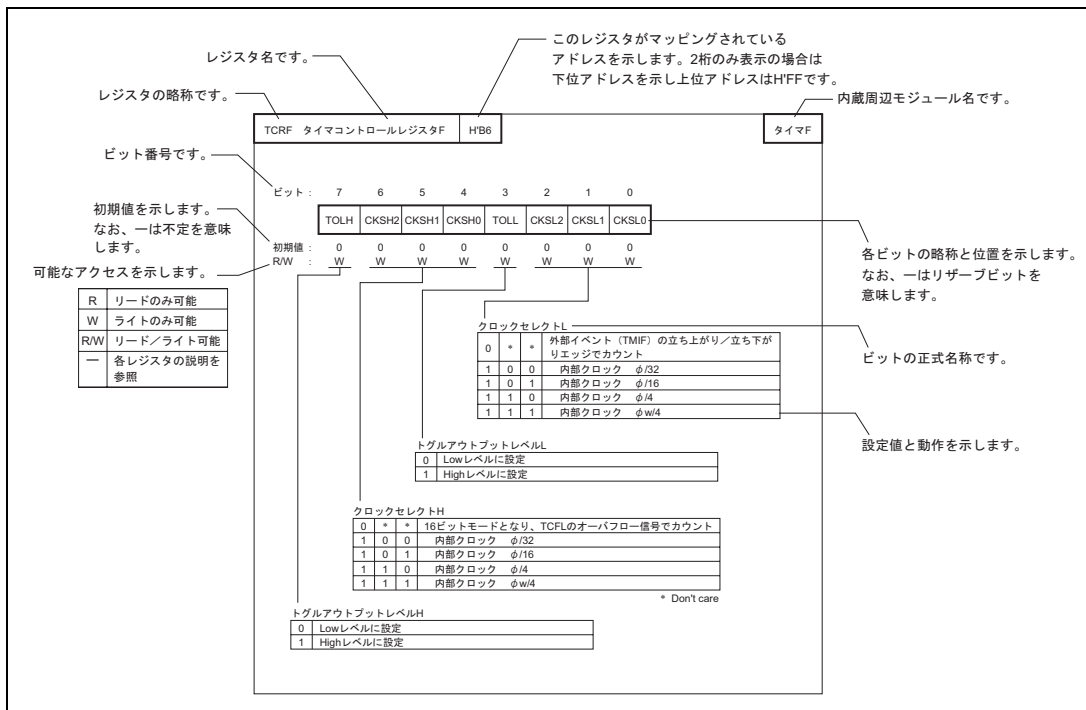 レジスタ名です。
このレジスタがマッピングされている
アドレスを示します。2桁のみ表示の場合は
下位アドレスを示し上位アドレスはH'FFです。
レジスタの略称です。
内蔵周辺モジュール名です。
TCRF タイマコントロールレジスタF H'B6
タイマF
ビット番号です。
ビット: 7 6 5 4 3 2 1 0
TOLH CKSH2 CKSH1 CKSH0 TOLL CKSL2 CKSL1 CKSL0
初期値を示します。
なお、ーは不定を意味
します。
初期値: 0 0 0 0 0 0 0 0
R/W : W W W W W W W W
可能なアクセスを示します。
各ビットの略称と位置を示します。
なお、ーはリザーブビットを
意味します。
R リードのみ可能
W ライトのみ可能
R/W リード/ライト可能
ー 各レジスタの説明を
参照
クロックセレクトL
0 * * 外部イベント(TMIF)の立ち上がり/立ち下が
りエッジでカウント
1 0 0 内部クロック φ/32
1 0 1 内部クロック φ/16
1 1 0 内部クロック φ/4
1 1 1 内部クロック φw/4
ビットの正式名称です。
設定値と動作を示します。
トグルアウトプットレベルL
0 Lowレベルに設定
1 Highレベルに設定
クロックセレクトH
0 * * 16ビットモードとなり、TCFLのオーバフロー信号でカウント
1 0 0 内部クロック φ/32
1 0 1 内部クロック φ/16
1 1 0 内部クロック φ/4
1 1 1 内部クロック φw/4
* Don't care
トグルアウトプットレベルH
0 Lowレベルに設定
1 Highレベルに設定